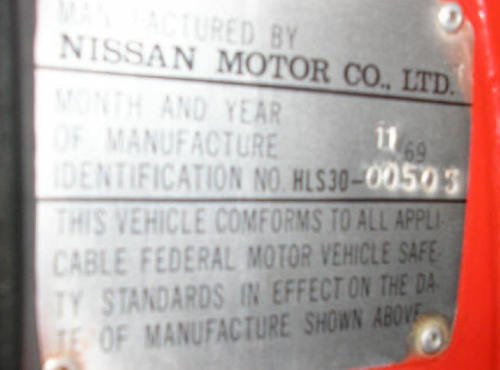 MANUFACTURED BY
NISSAN MOTOR CO., LTD.
MONTH AND YEAR
OF MANUFACTURE 11/69
IDENTIFICATION NO. HLS30-00503
THIS VEHICLE COMFORMS TO ALL APPLI-
CABLE FEDERAL MOTOR VEHICLE SAFE-
TY STANDARDS IN EFFECT ON THE DA-
TE OF MANUFACTURE SHOWN ABOVE